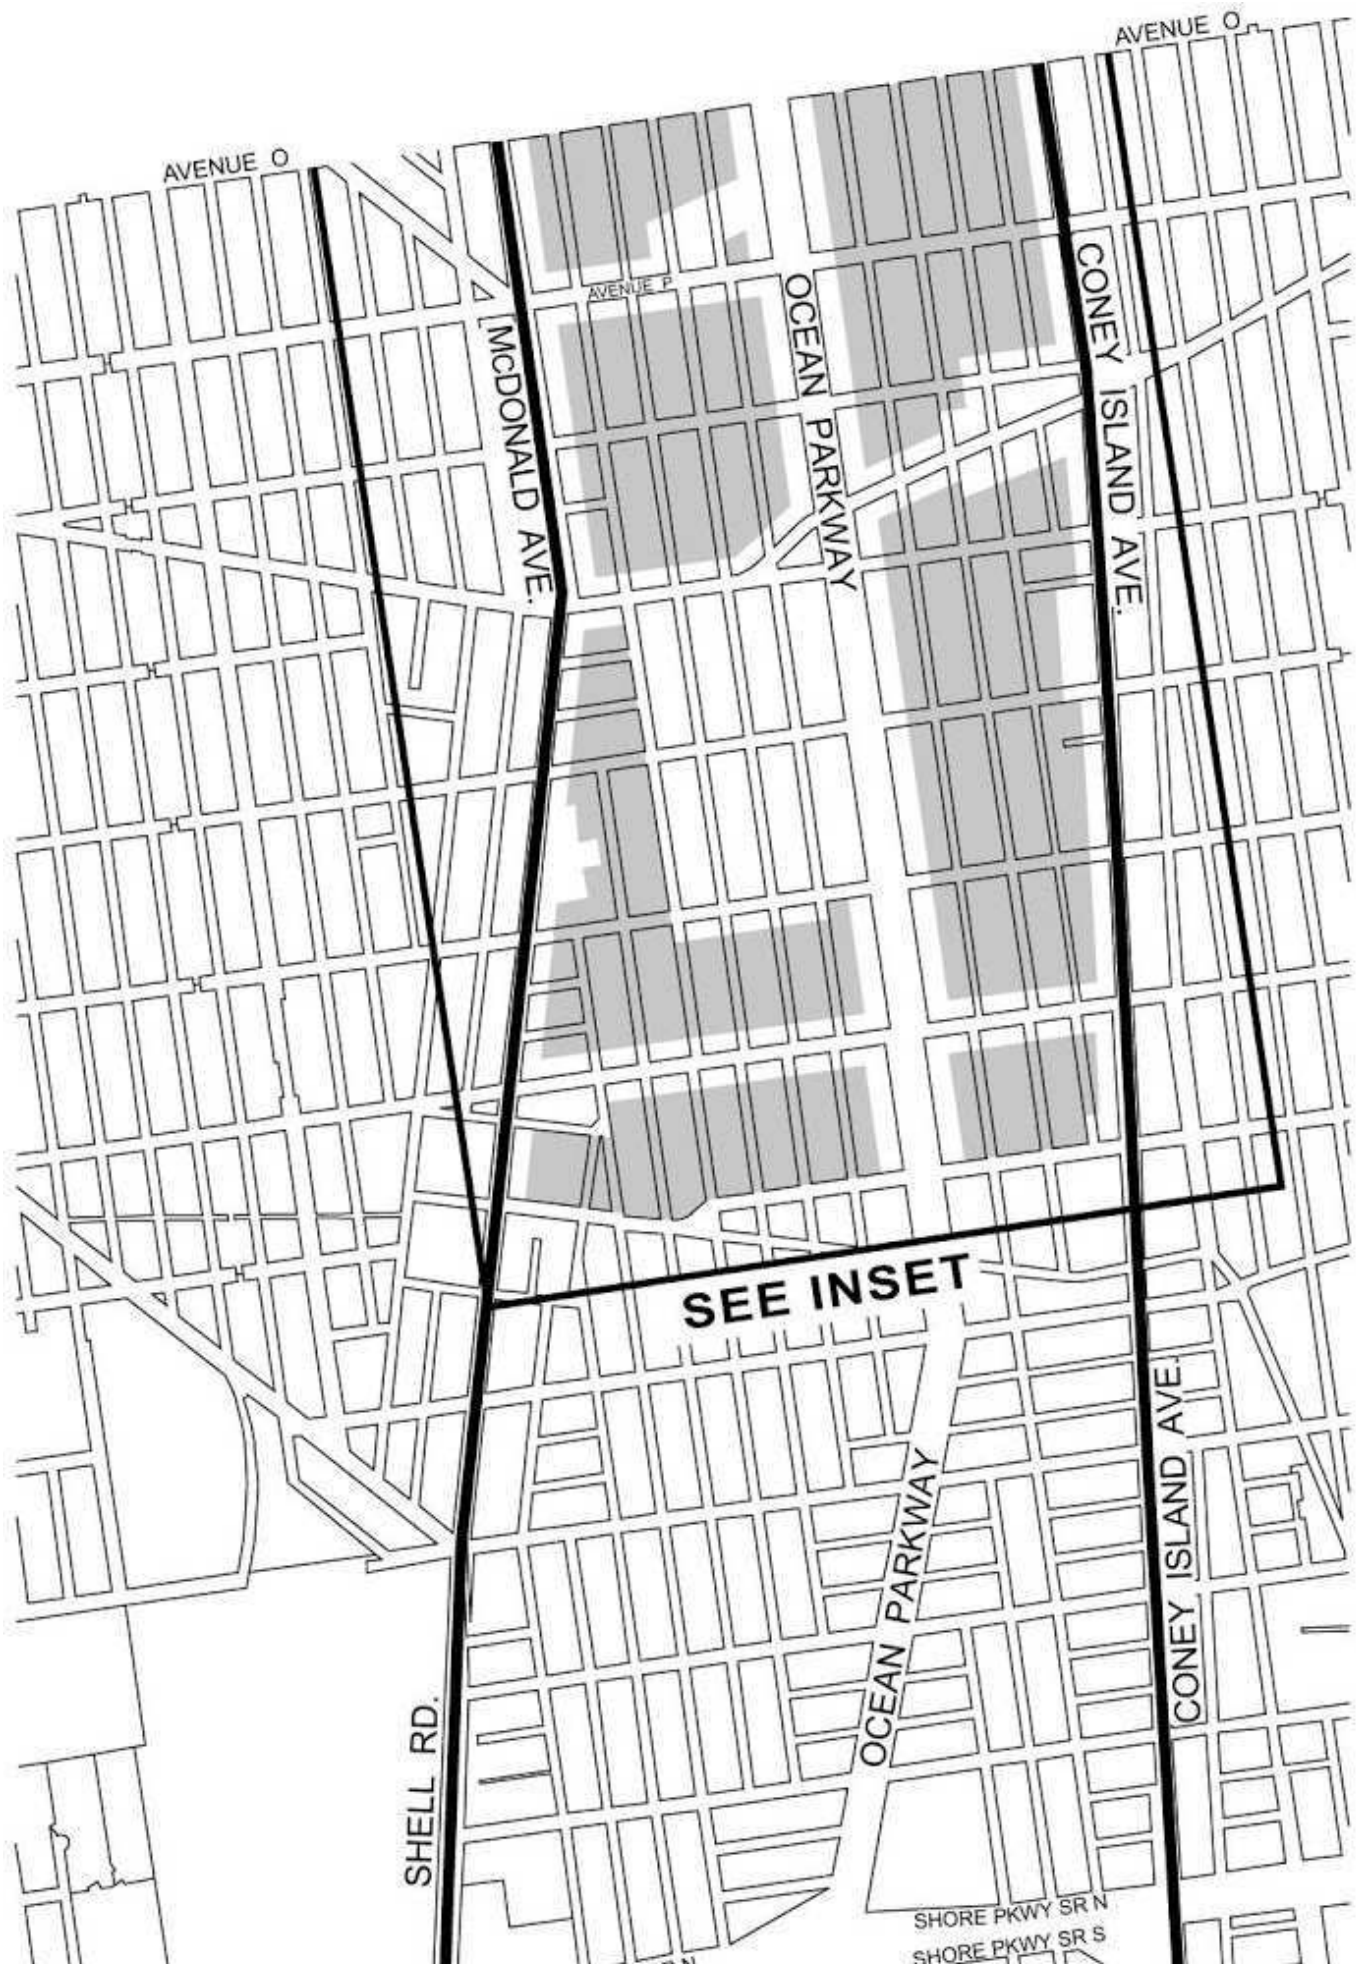 AVENUE O
AVENUE O
AVENUE P
OCEAN PARKWAY
CONEY ISLAND AVE.
McDONALD AVE.
SEE INSET
CONEY ISLAND AVE.
OCEAN PARKWAY
SHELL RD.
SHORE PKWY SR N
SHORE PKWY SR S